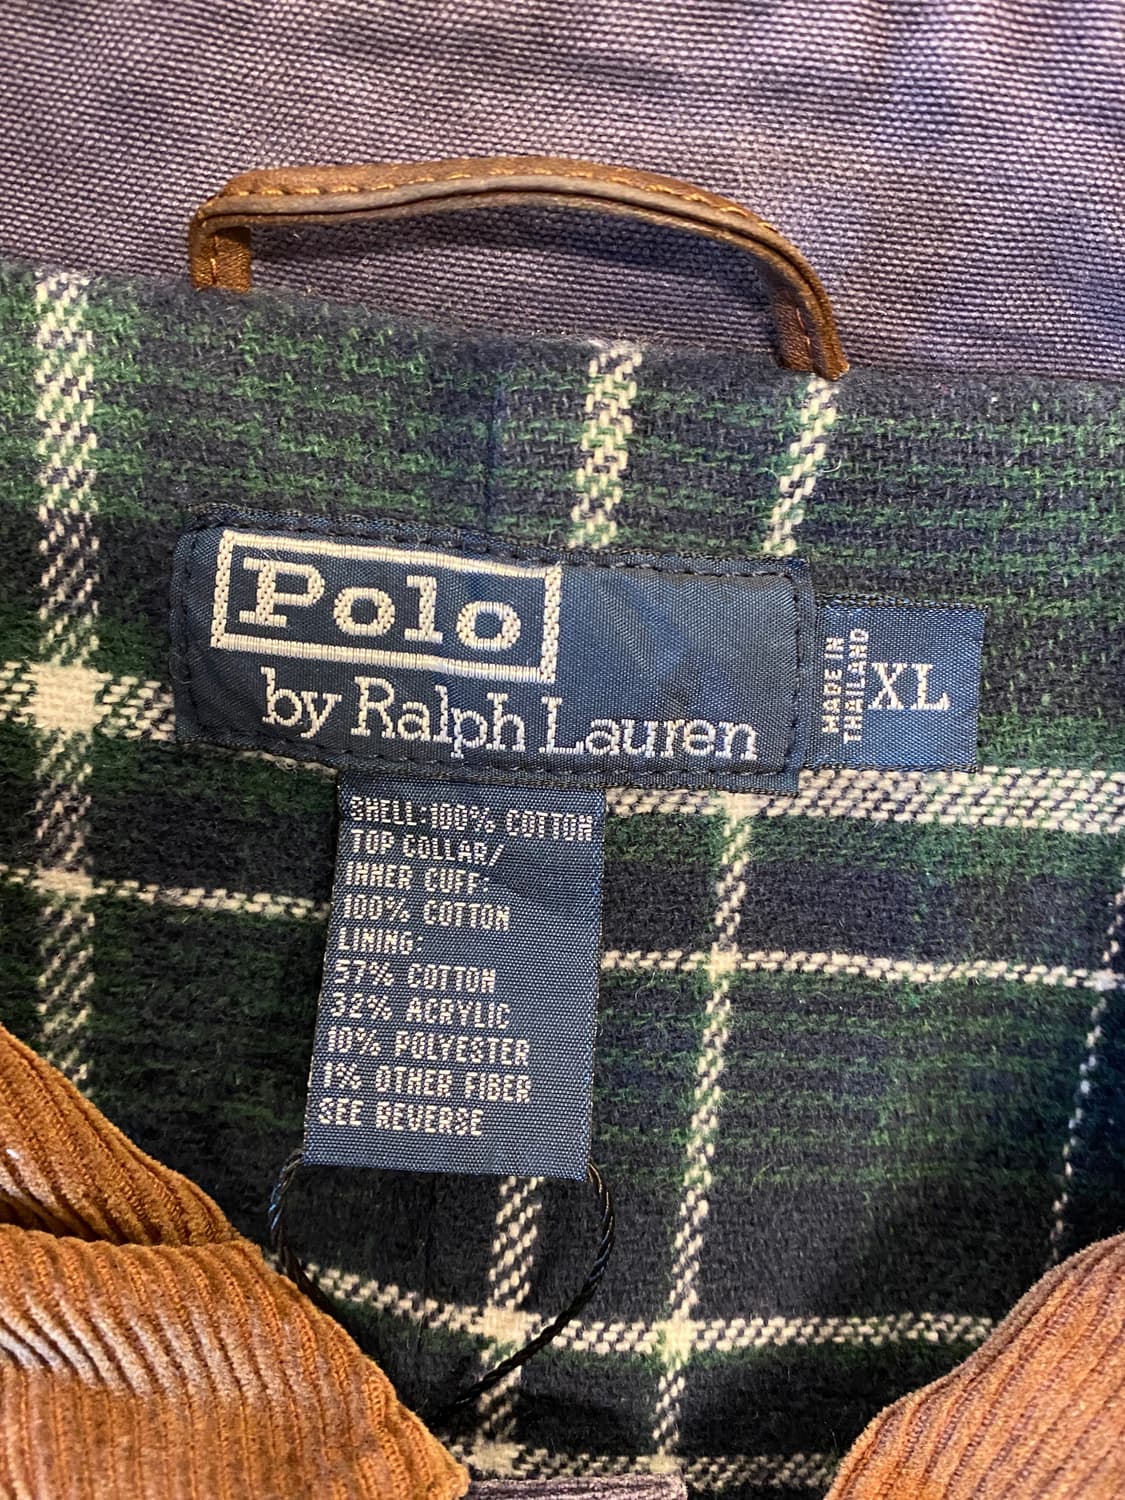 Polo
by Ralph Lauren
MADE IN
THAILAND
XL
SHELL:100% COTTON
TOP COLLAR/
INNER CUFF:
100% COTTON
LINING:
57% COTTON
32% ACRYLIC
10% POLYESTER
1% OTHER FIBER
SEE REVERSE